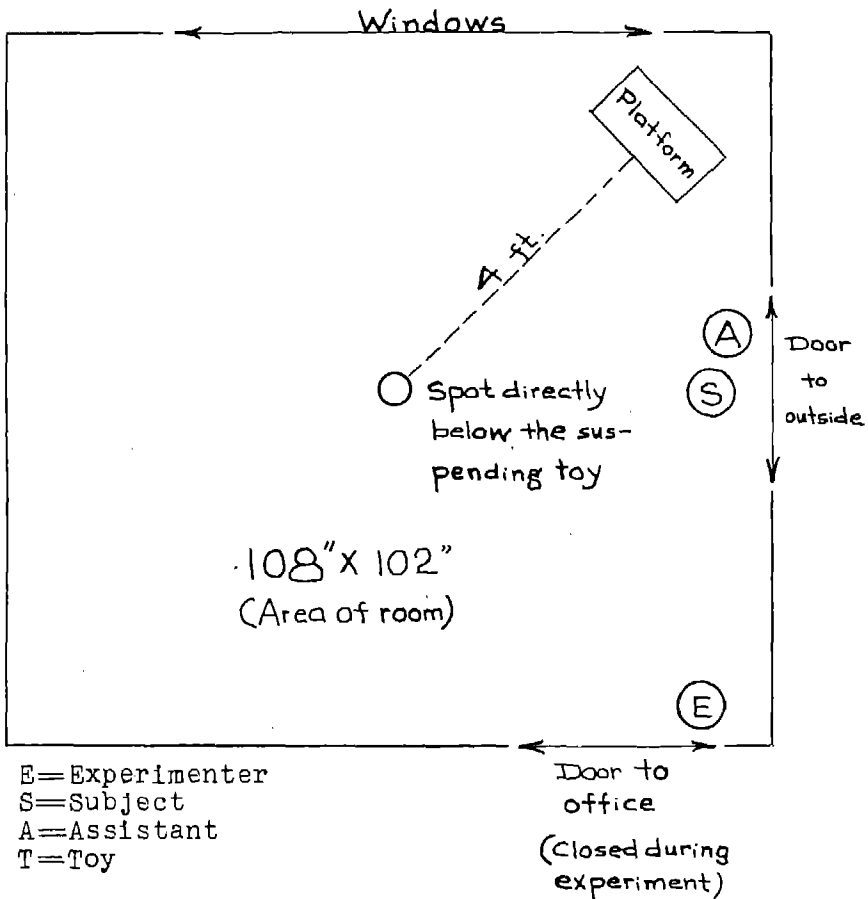 Windows
Platform
4 ft.
A
Door
to
outside
S
Spot directly
below the sus-
pending toy
108" X 102"
(Area of room)
E
E=Experimenter
S=Subject
A=Assistant
T=Toy
Door to
office
(Closed during
experiment)